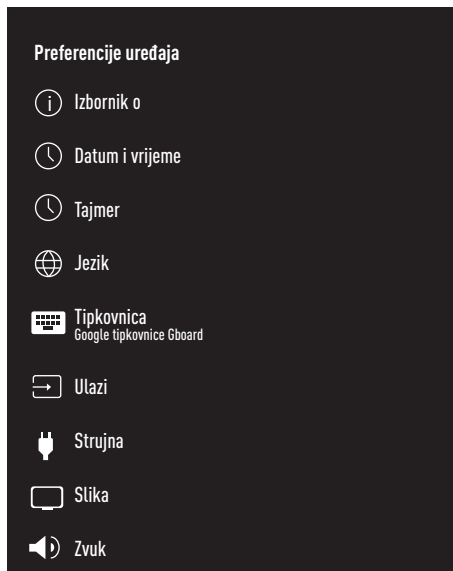 Preferencije uređaja
Izbornik o
Datum i vrijeme
Tajmer
Jezik
Tipkovnica
Google tipkovnice Gboard
Ulazi
Strujna
Slika
Zvuk